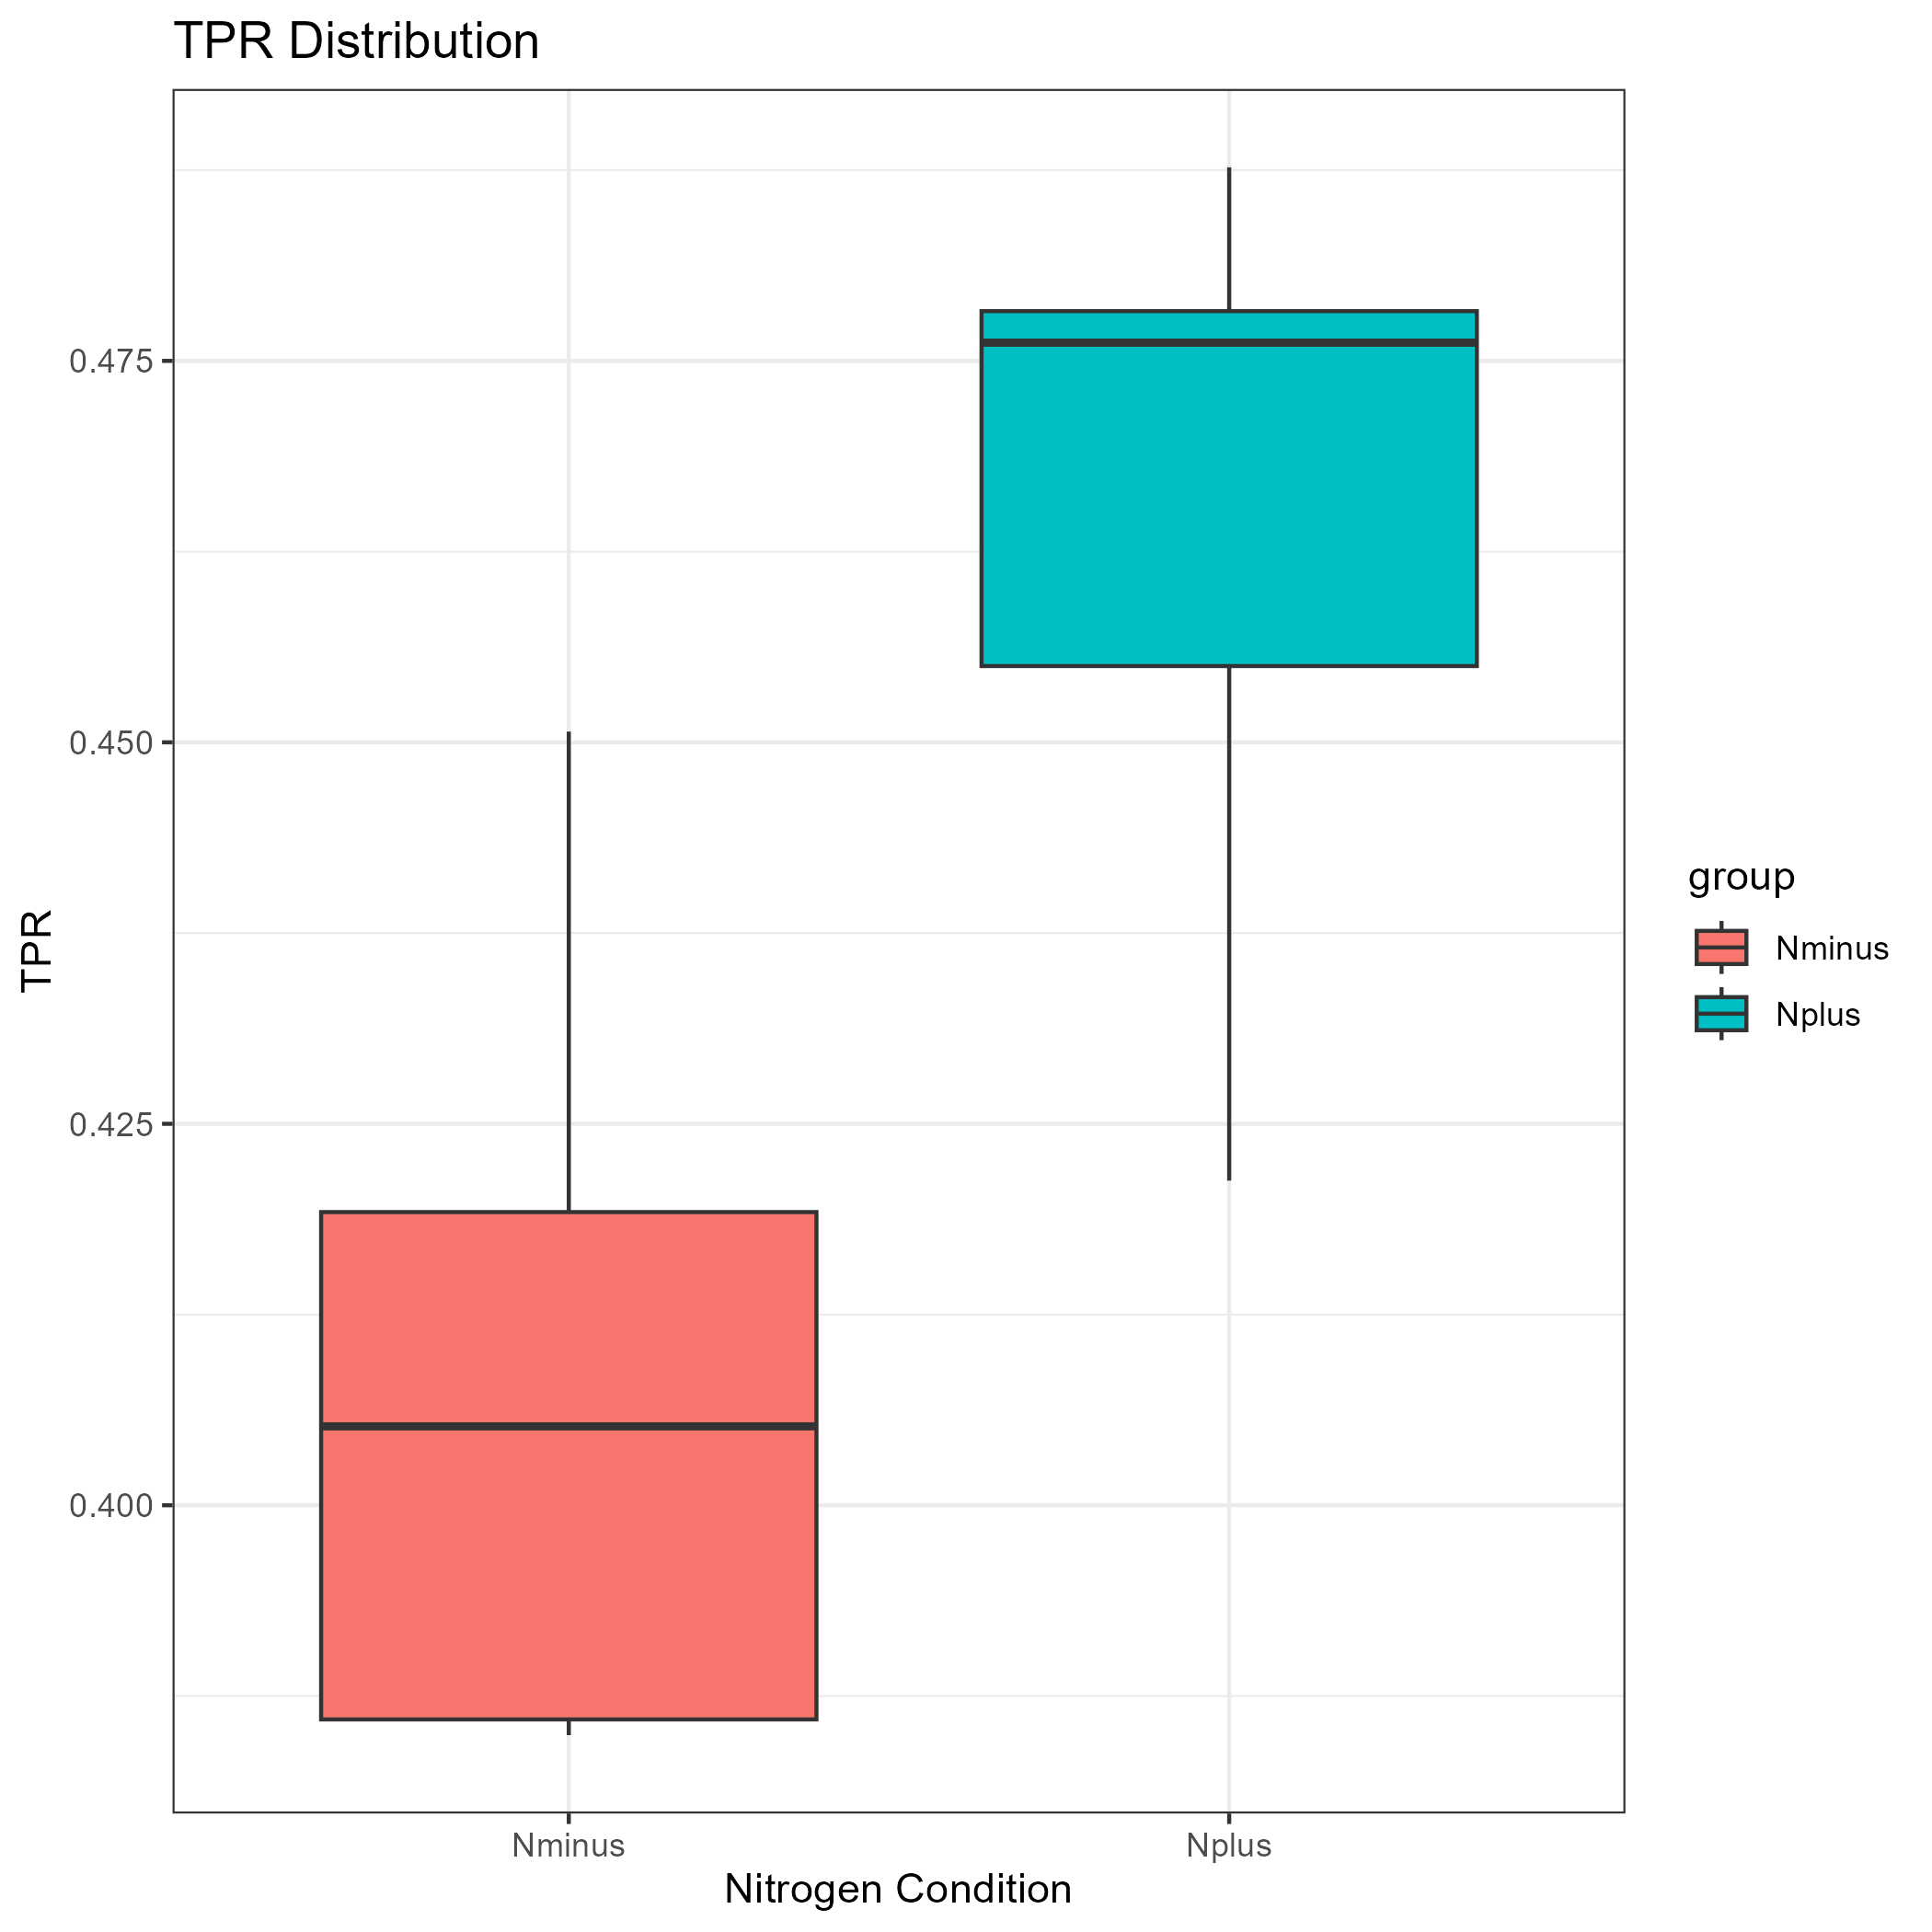 TPR Distribution
0.475
0.450
0.425
0.400
TPR
Nminus
Nplus
Nitrogen Condition
group
Nminus
Nplus